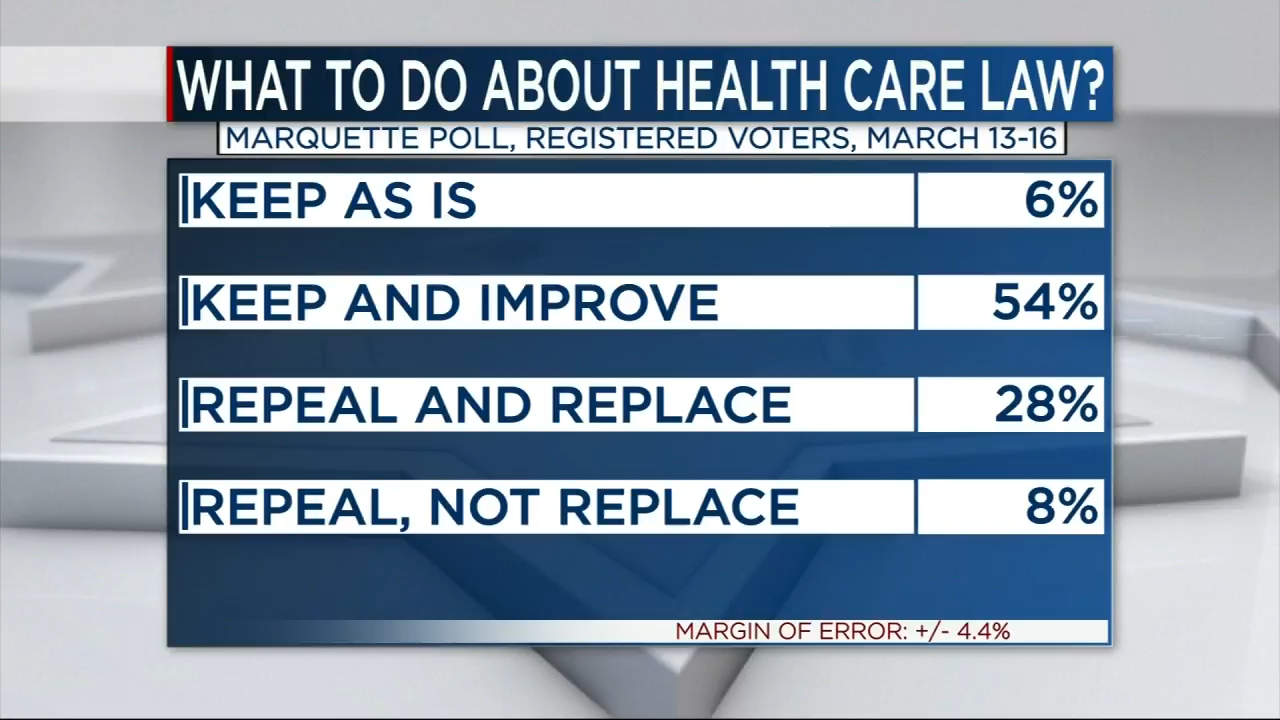 WHAT TO DO ABOUT HEALTH CARE LAW?
MARQUETTE POLL, REGISTERED VOTERS, MARCH 13-16
KEEP AS IS 6%
KEEP AND IMPROVE 54%
REPEAL AND REPLACE 28%
REPEAL, NOT REPLACE 8%
MARGIN OF ERROR: +/- 4.4%